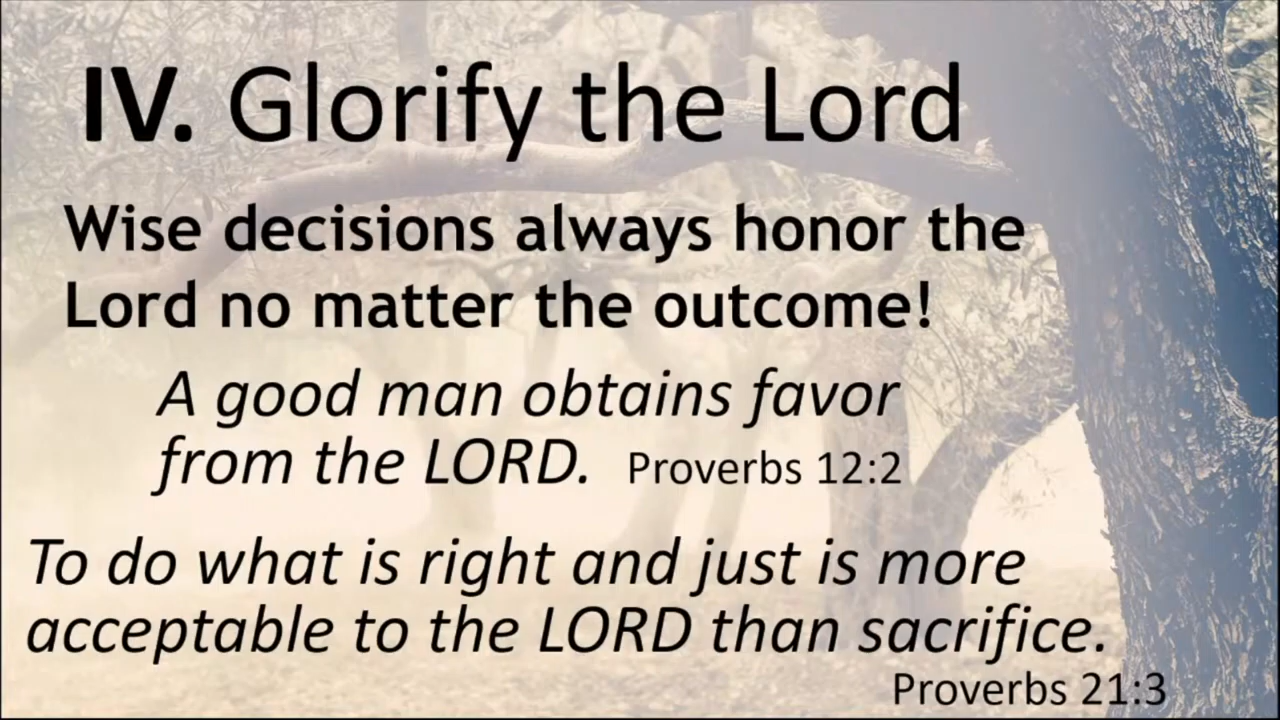 IV. Glorify the Lord
Wise decisions always honor the
Lord no matter the outcome!
A good man obtains favor
from the LORD. Proverbs 12:2
To do what is right and just is more
acceptable to the LORD than sacrifice.
Proverbs 21:3